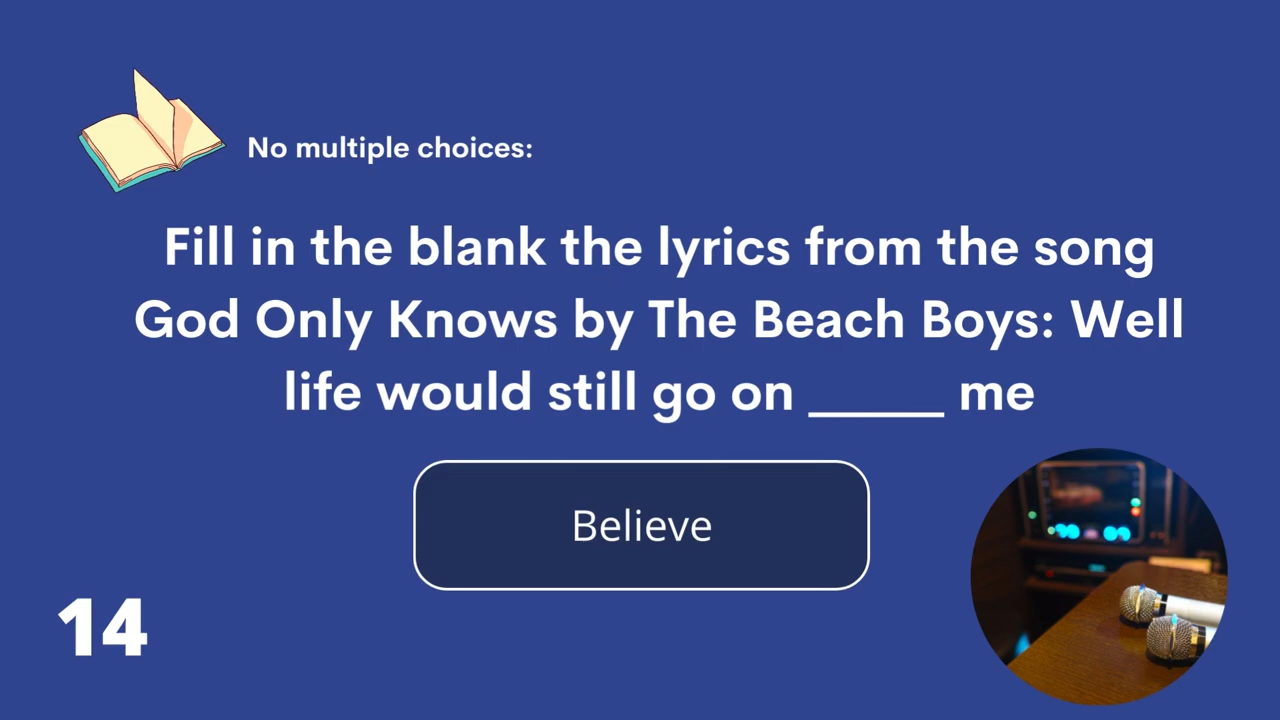 No multiple choices:
Fill in the blank the lyrics from the song
God Only Knows by The Beach Boys: Well
life would still go on _____ me
Believe
14